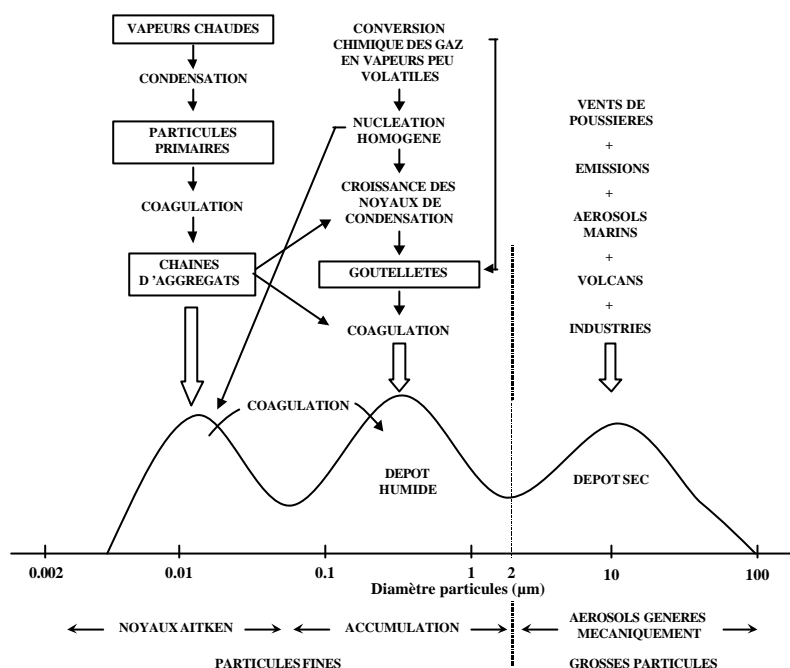 VAPEURS CHAUDES
CONDENSATION
PARTICULES
PRIMAIRES
COAGULATION
CHAINES
D 'AGGREGATS
CONVERSION
CHIMIQUE DES GAZ
EN VAPEURS PEU
VOLATILES
NUCLEATION
HOMOGENE
CROISSANCE DES
NOYAUX DE
CONDENSATION
GOUTELLETES
COAGULATION
VENTS DE
POUSSIERES
+
EMISSIONS
+
AEROSOLS
MARINS
+
VOLCANS
+
INDUSTRIES
COAGULATION
DEPOT
HUMIDE
DEPOT SEC
0.002 0.01 0.1 1 2 10 100
Diamètre particules (µm)
NOYAUX AITKEN
ACCUMULATION
AEROSOLS GENERES
MECANIQUEMENT
PARTICULES FINES
GROSSES PARTICULES